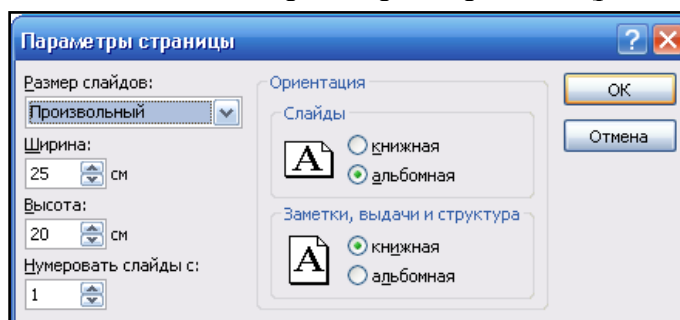 Параметры страницы
Размер слайдов:
Произвольный
Ширина:
25 см
Высота:
20 см
Нумеровать слайды с:
1
Ориентация
Слайды
А
книжная
альбомная
Заметки, выдачи и структура
А
книжная
альбомная
ОК
Отмена